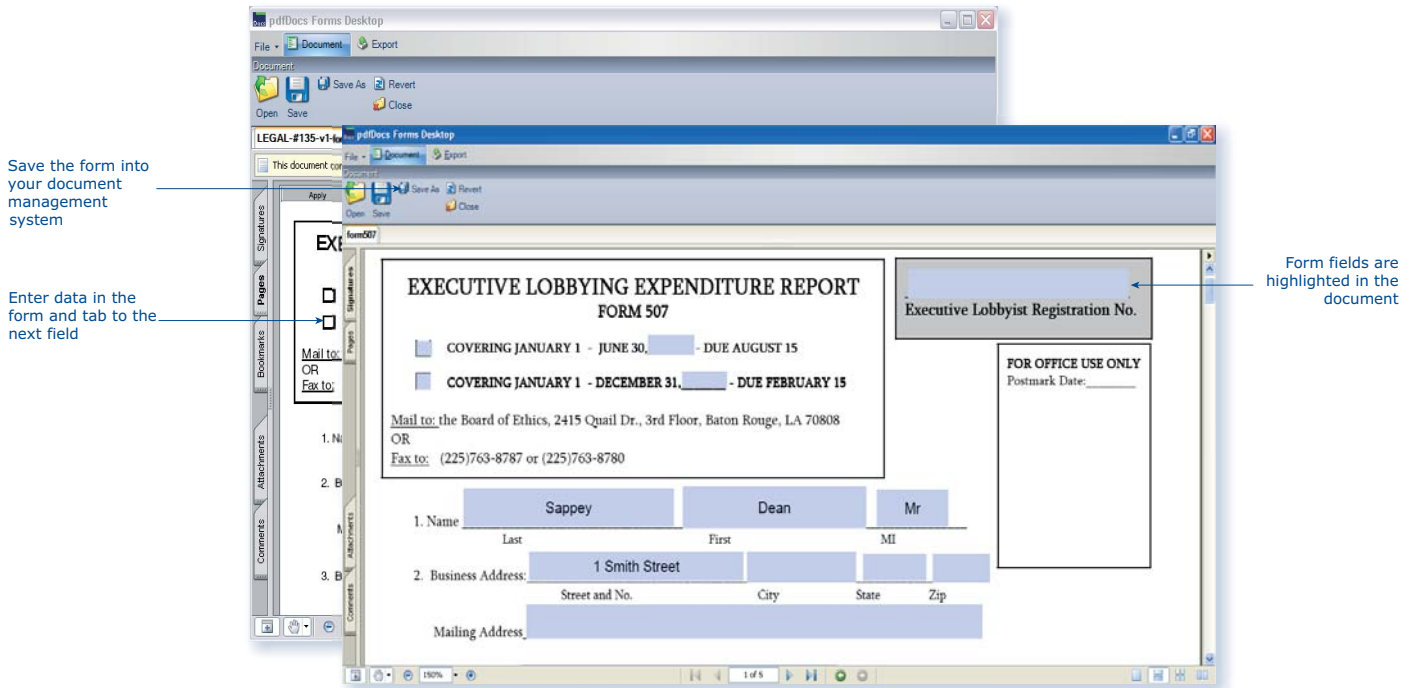 pdfDocs Forms Desktop
File
Document
Export
Document
Open
Save
Save As
Revert
Close
LEGAL-#135-v1-
This document
Apply
Signatures
Pages
Bookmarks
Attachments
Comments
Mail to:
OR
Fax to:
1. N
2. B
3. B
Save the form into
your document
management
system
Enter data in the
form and tab to the
next field
pdfDocs Forms Desktop
File
Document
Export
Document
Open
Save
Save As
Revert
Close
form507
Signatures
Pages
Attachments
Comments
EXECUTIVE LOBBYING EXPENDITURE REPORT
FORM 507
COVERING JANUARY 1 - JUNE 30, - DUE AUGUST 15
COVERING JANUARY 1 - DECEMBER 31, - DUE FEBRUARY 15
Mail to: the Board of Ethics, 2415 Quail Dr., 3rd Floor, Baton Rouge, LA 70808
OR
Fax to: (225)763-8787 or (225)763-8780
Executive Lobbyist Registration No.
FOR OFFICE USE ONLY
Postmark Date:
1. Name Sappey Dean Mr
Last First MI
2. Business Address: 1 Smith Street
Street and No. City State Zip
Mailing Address
150%
1 of 5
Form fields are
highlighted in the
document